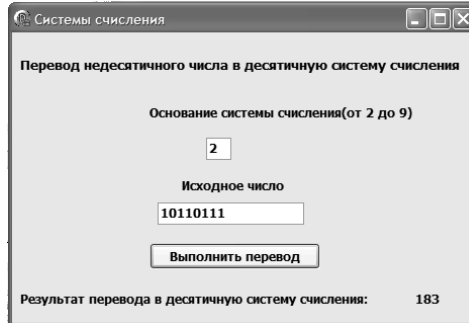 Системы счисления
Перевод недесятичного числа в десятичную систему счисления
Основание системы счисления(от 2 до 9)
2
Исходное число
10110111
Выполнить перевод
Результат перевода в десятичную систему счисления: 183